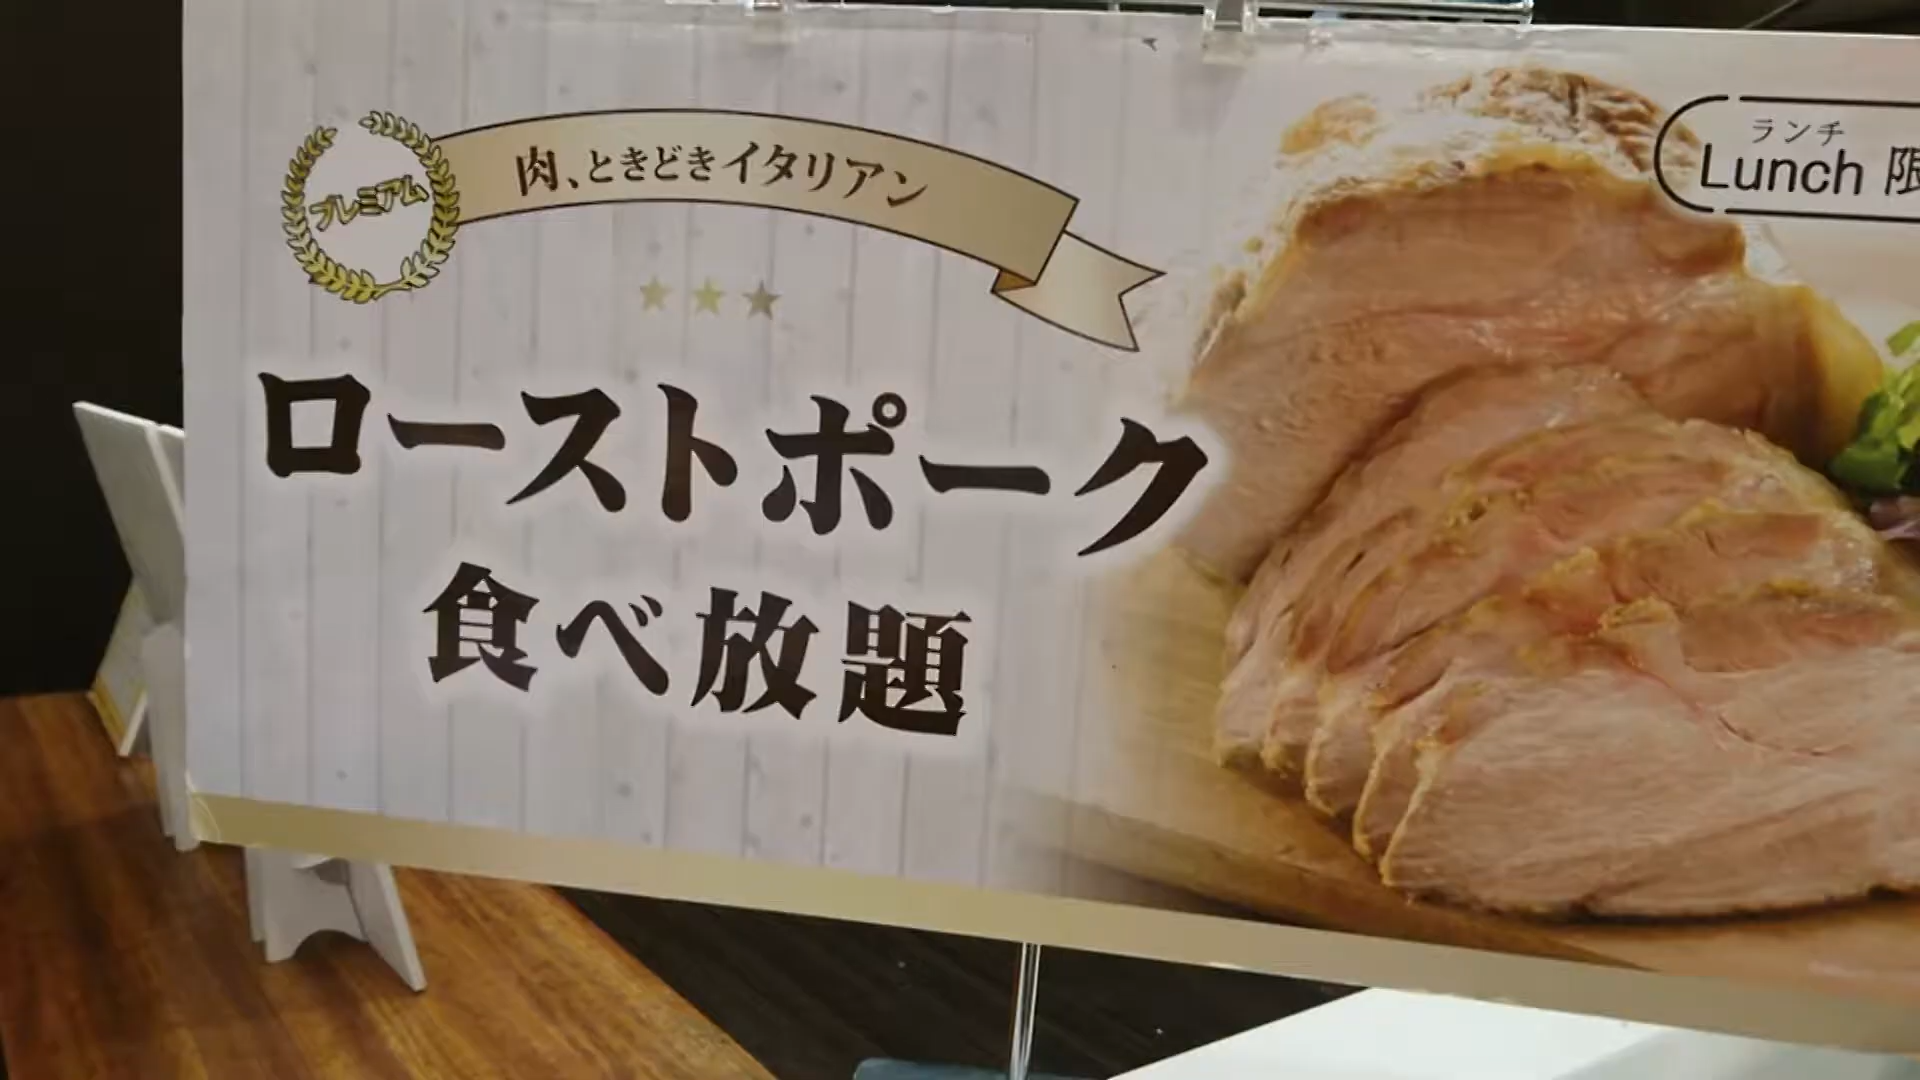 プレミアム
肉、ときどきイタリアン
ランチ
Lunch 限
ローストポーク
食べ放題